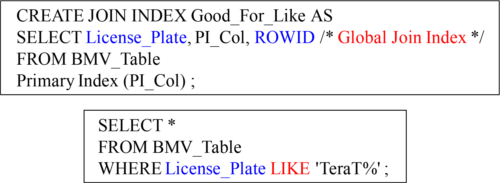 CREATE JOIN INDEX Good_For_Like AS
SELECT License_Plate, PI_Col, ROWID /* Global Join Index */
FROM BMV_Table
Primary Index (PI_Col) ;
SELECT *
FROM BMV_Table
WHERE License_Plate LIKE 'TeraT%' ;